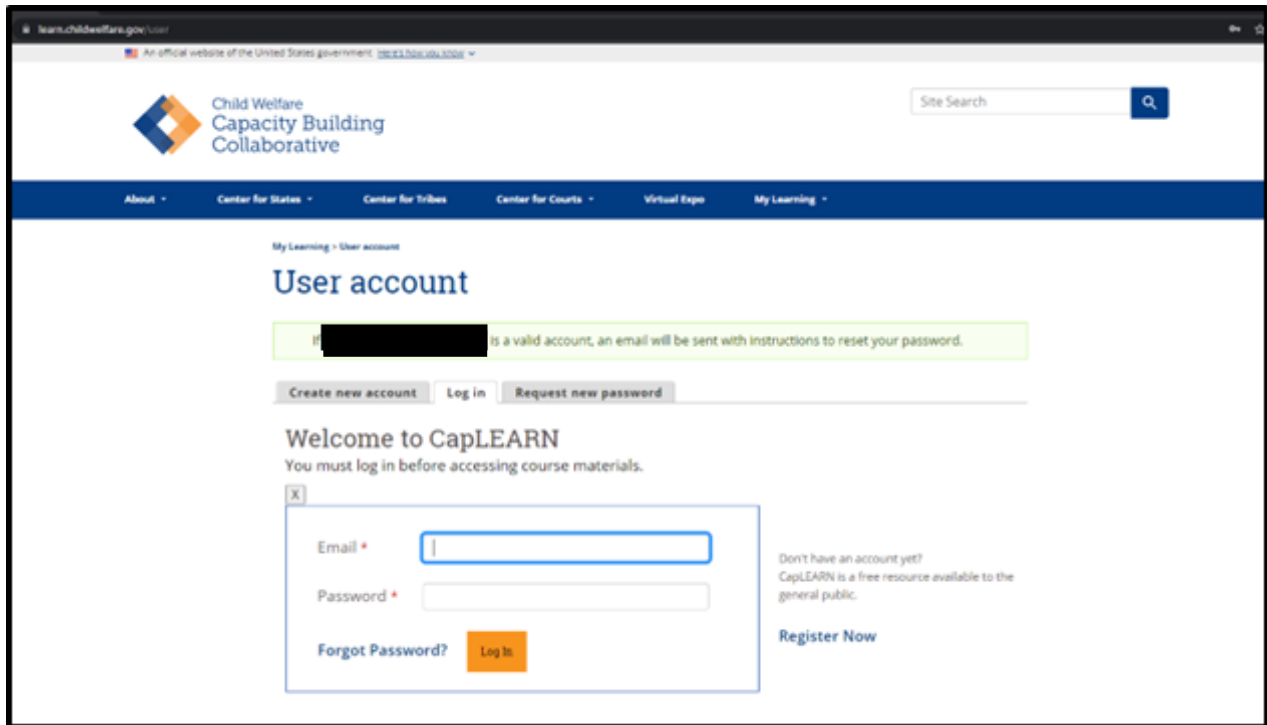 learn.childwelfare.gov/user
An official website of the United States government Here's how you know
Child Welfare
Capacity Building
Collaborative
Site Search
About Center for States Center for Tribes Center for Courts Virtual Expo My Learning
My Learning > User account
User account
If is a valid account, an email will be sent with instructions to reset your password.
Create new account Log in Request new password
Welcome to CapLEARN
You must log in before accessing course materials.
X
Email *
Password *
Forgot Password? Log In
Don't have an account yet?
CapLEARN is a free resource available to the
general public.
Register Now